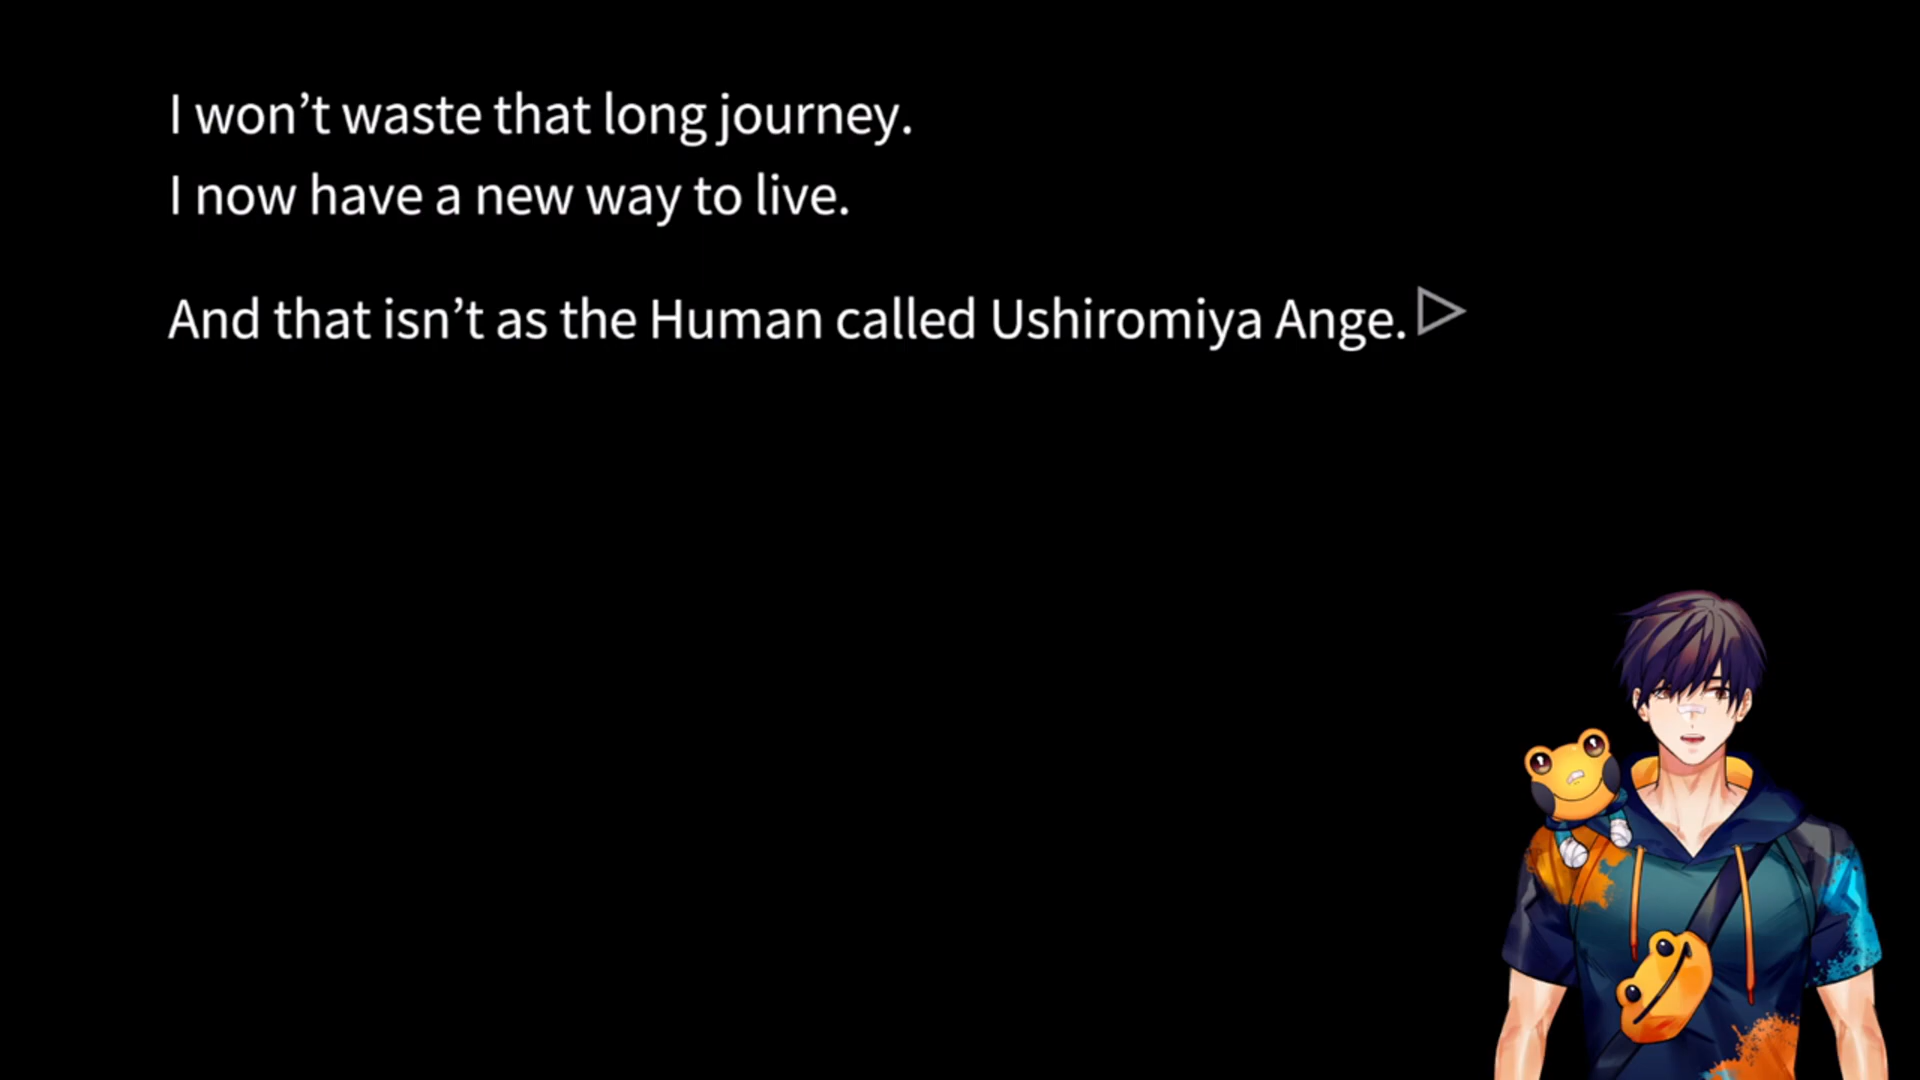 I won’t waste that long journey.
I now have a new way to live.
And that isn’t as the Human called Ushiromiya Ange.